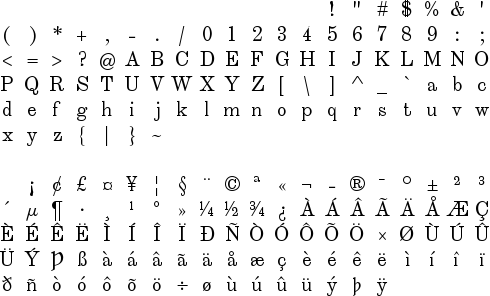 ! " # $ % & '
( ) * + , - . / 0 1 2 3 4 5 6 7 8 9 : ;
< = > ? @ A B C D E F G H I J K L M N O
P Q R S T U V W X Y Z [ \ ] ^ _ ` a b c
d e f g h i j k l m n o p q r s t u v w
x y z { | } ~
¡ ¢ £ ¤ ¥ ¦ § ¨ © ª « ¬ - ® ¯ ° ± ² ³
´ µ ¶ · ¸ ¹ º » ¼ ½ ¾ ¿ À Á Â Ã Ä Å Æ Ç
È É Ê Ë Ì Í Î Ï Ð Ñ Ò Ó Ô Õ Ö × Ø Ù Ú Û
Ü Ý Þ ß à á â ã ä å æ ç è é ê ë ì í î ï
ð ñ ò ó ô õ ö ÷ ø ù ú û ü ý þ ÿ